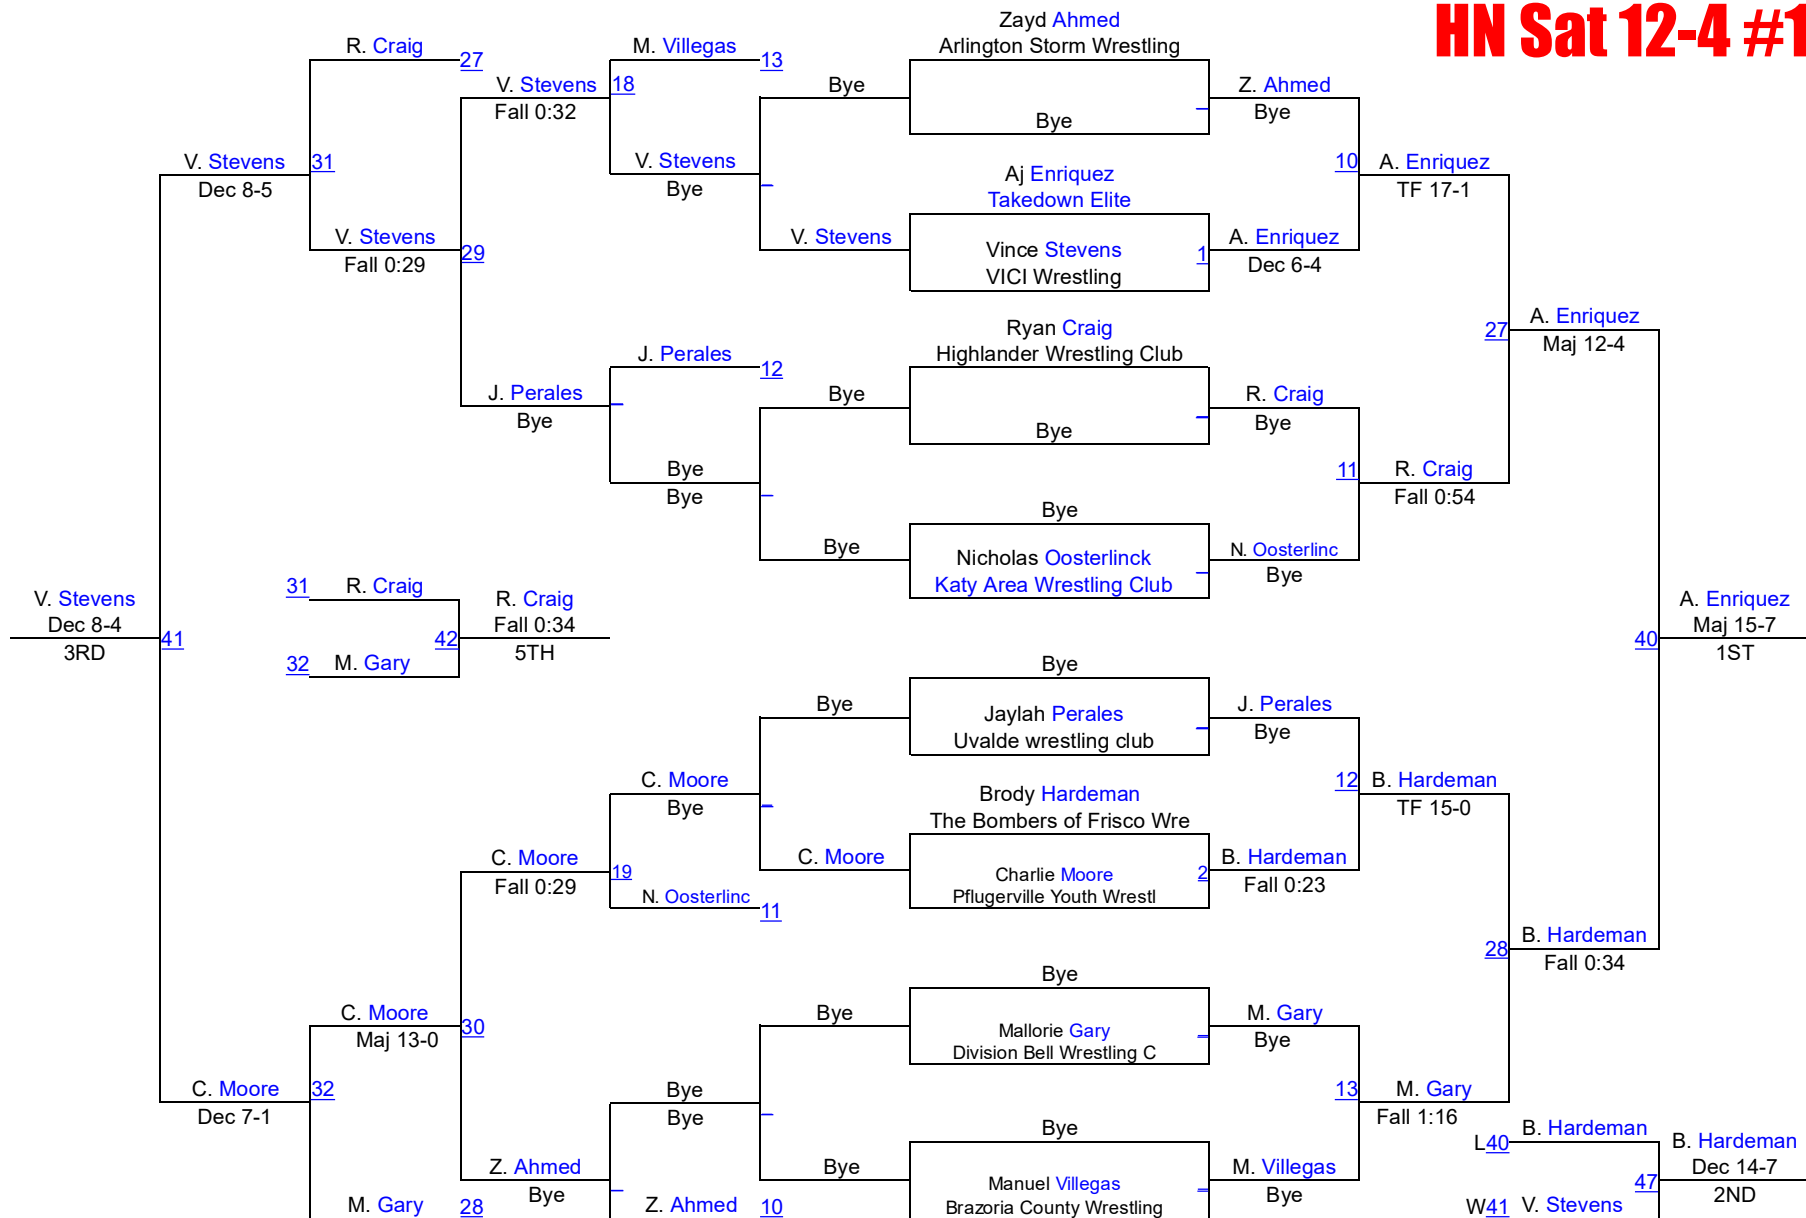 HN Sat 12-4 #1
Zayd Ahmed
Arlington Storm Wrestling
R. Craig
27
M. Villegas
13
V. Stevens
18
Fall 0:32
Bye
Bye
Z. Ahmed
Bye
V. Stevens
31
Dec 8-5
V. Stevens
Bye
Aj Enriquez
Takedown Elite
10
A. Enriquez
TF 17-1
V. Stevens
29
Fall 0:29
V. Stevens
Vince Stevens
VICI Wrestling
1
A. Enriquez
Dec 6-4
Ryan Craig
Highlander Wrestling Club
27
A. Enriquez
Maj 12-4
J. Perales
12
J. Perales
Bye
Bye
Bye
R. Craig
Bye
Bye
Bye
11
R. Craig
Fall 0:54
Bye
Bye
Nicholas Oosterlinck
Katy Area Wrestling Club
N. Oosterlinc
Bye
V. Stevens
Dec 8-4
3RD
41
31
R. Craig
42
32
M. Gary
R. Craig
Fall 0:34
5TH
40
A. Enriquez
Maj 15-7
1ST
Bye
Bye
Jaylah Perales
Uvalde wrestling club
J. Perales
Bye
C. Moore
Bye
Brody Hardeman
The Bombers of Frisco Wre
12
B. Hardeman
TF 15-0
C. Moore
19
Fall 0:29
C. Moore
Charlie Moore
Pflugerville Youth Wrestl
2
B. Hardeman
Fall 0:23
N. Oosterlinc
11
28
B. Hardeman
Fall 0:34
Bye
C. Moore
30
Maj 13-0
Bye
Mallorie Gary
Division Bell Wrestling C
M. Gary
Bye
C. Moore
32
Dec 7-1
Bye
Bye
13
M. Gary
Fall 1:16
Bye
L40
B. Hardeman
B. Hardeman
Dec 14-7
2ND
Z. Ahmed
Bye
Bye
Manuel Villegas
Brazoria County Wrestling
M. Villegas
Bye
47
M. Gary
28
Z. Ahmed
10
W41
V. Stevens